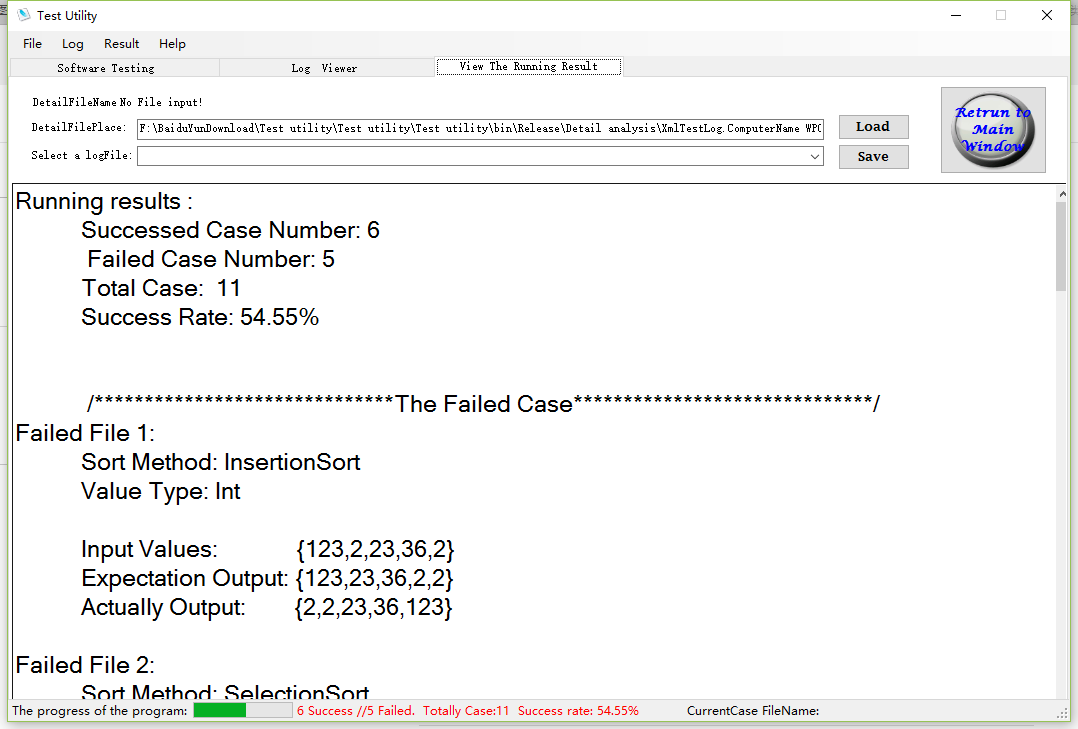 Test Utility
File Log Result Help
Software Testing Log Viewer View The Running Result
DetailFileName No File input!
DetailFilePlace: F:\BaiduYunDownload\Test utility\Test utility\Test utility\bin\Release\Detail analysis\XmlTestLog.ComputerName WPC Load
Select a logFile: Save
Retrun to
Main
Window
Running results :
Successed Case Number: 6
Failed Case Number: 5
Total Case: 11
Success Rate: 54.55%
/******************************The Failed Case******************************/
Failed File 1:
Sort Method: InsertionSort
Value Type: Int
Input Values: {123,2,23,36,2}
Expectation Output: {123,23,36,2,2}
Actually Output: {2,2,23,36,123}
Failed File 2:
Sort Method: SelectionSort
The progress of the program: 6 Success //5 Failed. Totally Case:11 Success rate: 54.55% CurrentCase FileName: